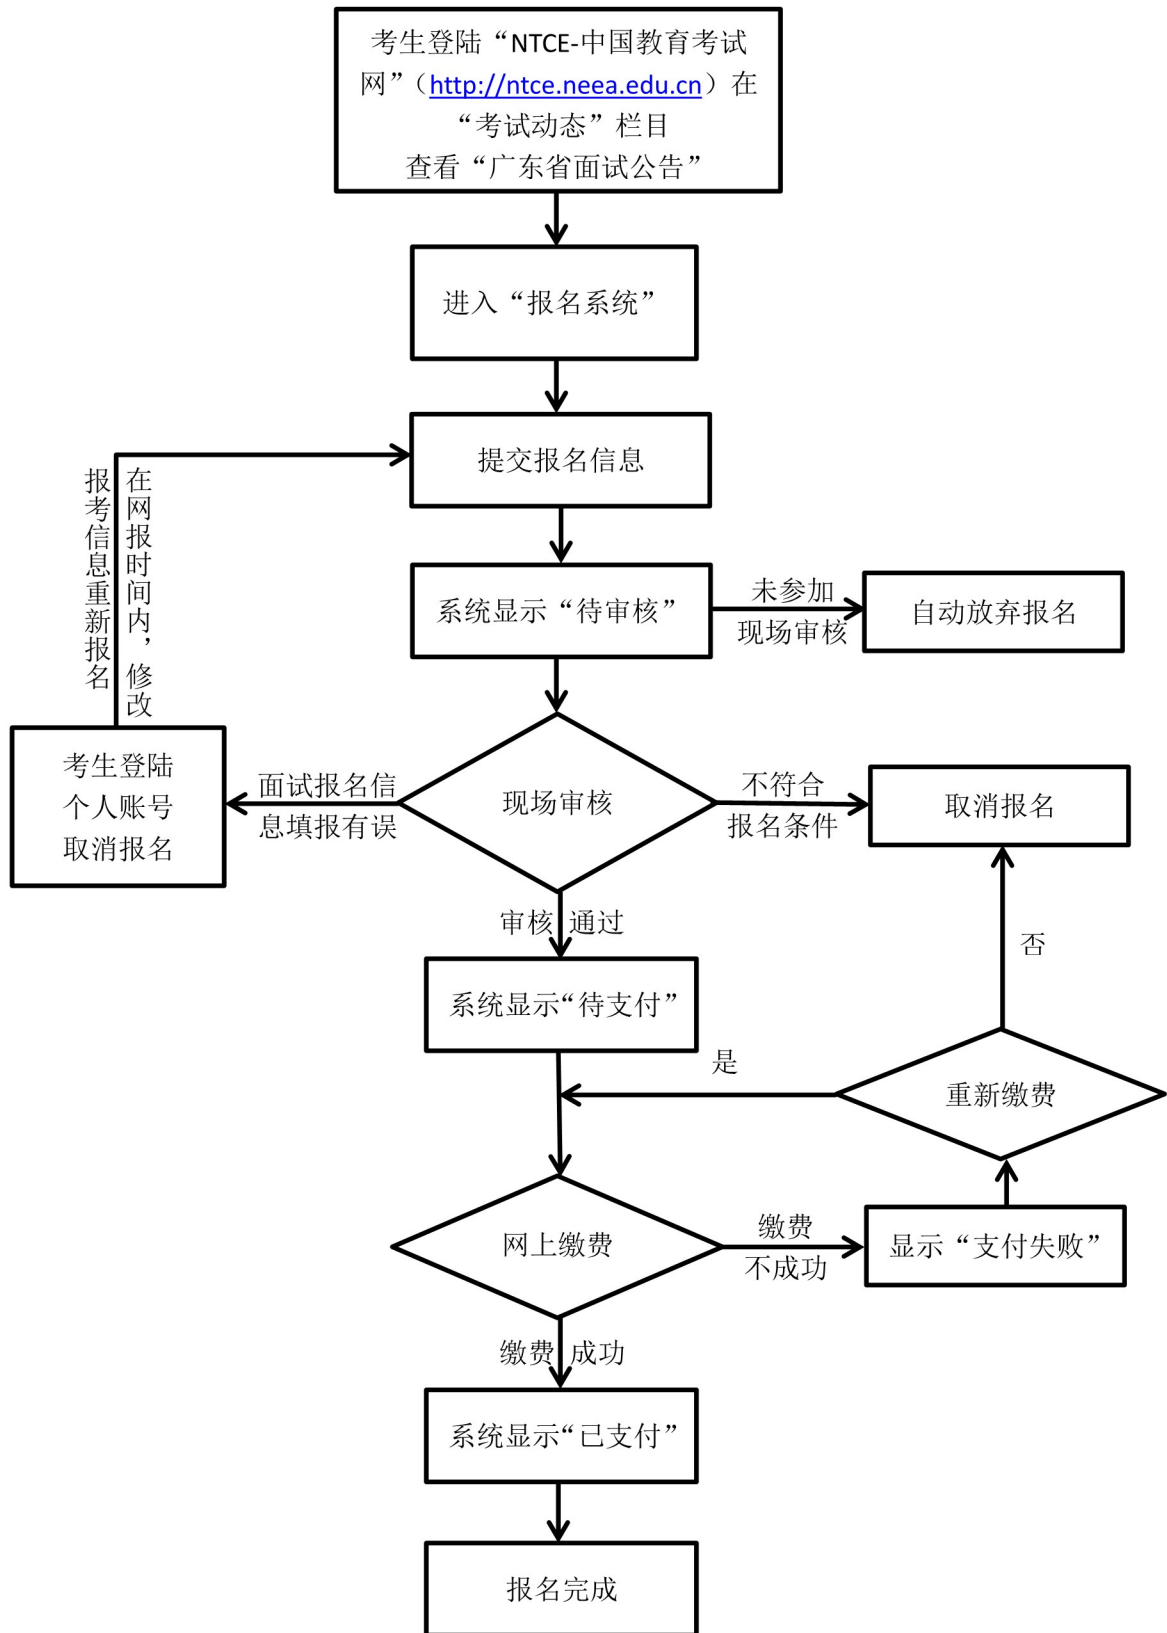 考生登陆“NTCE-中国教育考试
网”（http://ntce.neea.edu.cn）在
“考试动态”栏目
查看“广东省面试公告”
进入“报名系统”
提交报名信息
在网报时间内，修改
报考信息重新报名
系统显示“待审核”
未参加
现场审核
自动放弃报名
考生登陆
个人账号
取消报名
面试报名信
息填报有误
现场审核
不符合
报名条件
取消报名
审核 通过
否
系统显示“待支付”
是
重新缴费
网上缴费
缴费
不成功
显示“支付失败”
缴费 成功
系统显示“已支付”
报名完成